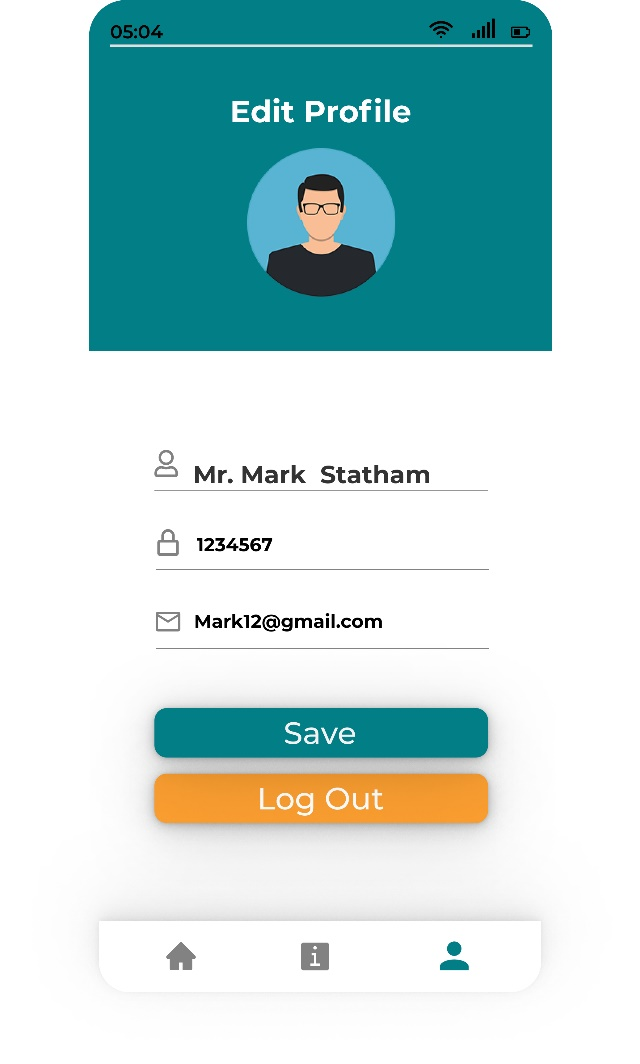 05:04
Edit Profile
Mr. Mark  Statham
1234567
Mark12@gmail.com
Save
Log Out